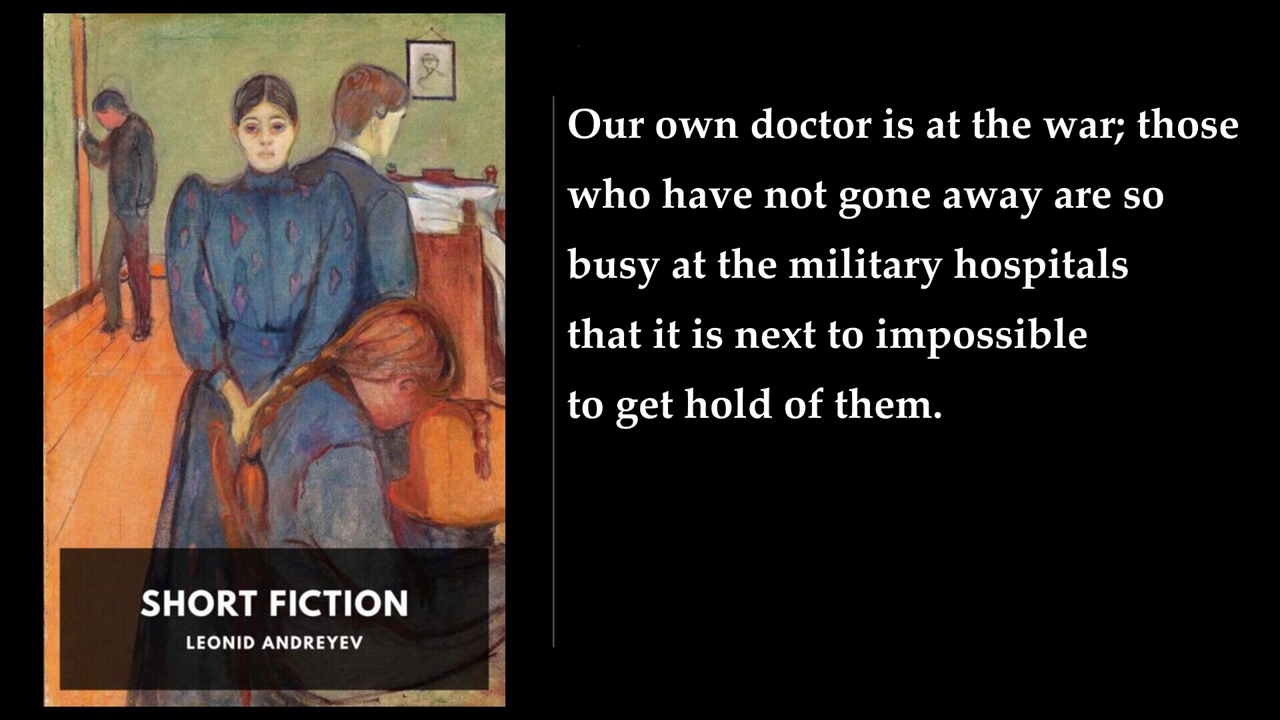 SHORT FICTION
LEONID ANDREYEV
Our own doctor is at the war; those
who have not gone away are so
busy at the military hospitals
that it is next to impossible
to get hold of them.